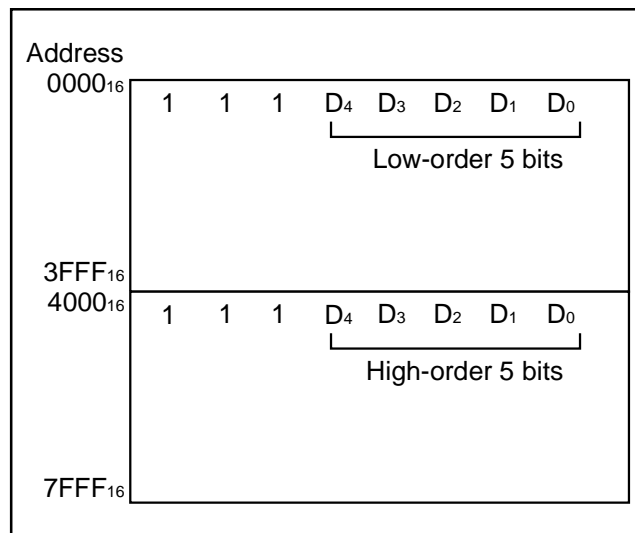 Address
0000₁₆
1 1 1 D₄ D₃ D₂ D₁ D₀
Low-order 5 bits
3FFF₁₆
4000₁₆
1 1 1 D₄ D₃ D₂ D₁ D₀
High-order 5 bits
7FFF₁₆